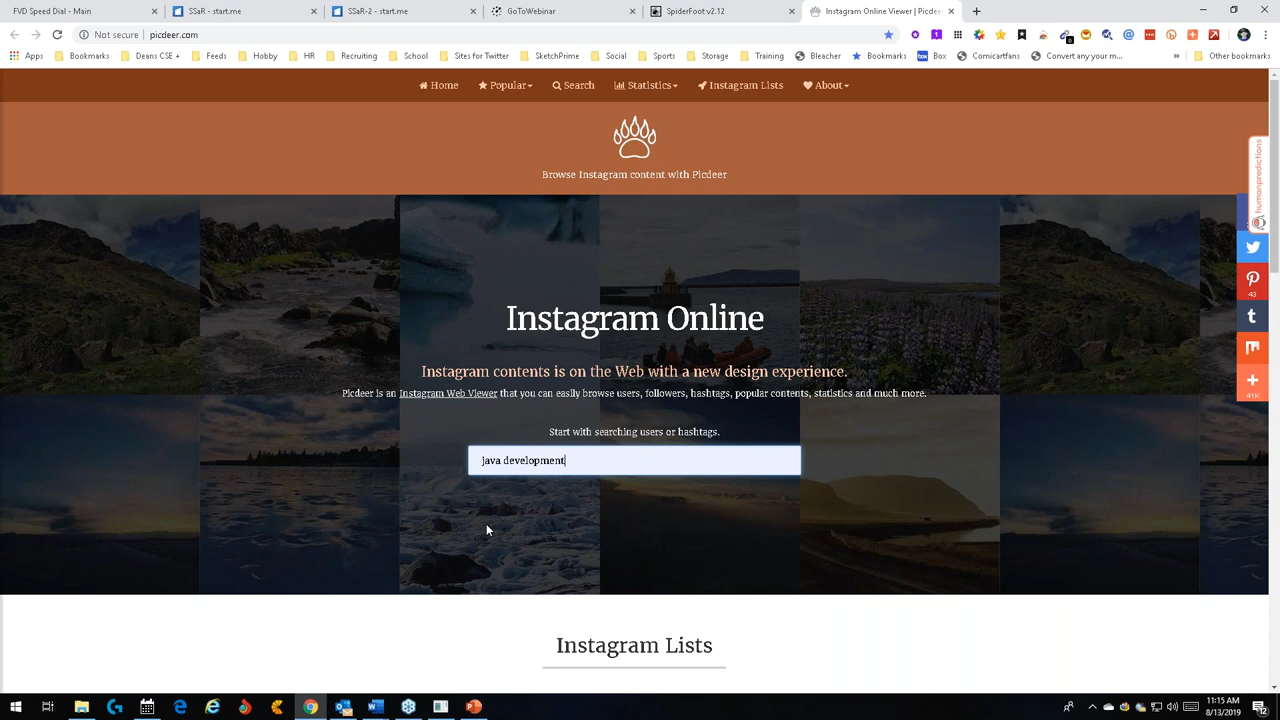 FVD Speed Dial - Main
SSaR - start.me
SSaR-2 - start.me
GoToWebinar
SpiderFoot v2.12
Instagram Online Viewer | Picdee
Not secure | picdeer.com
Apps
Bookmarks
Deans CSE +
Feeds
Hobby
HR
Recruiting
School
Sites for Twitter
SketchPrime
Social
Sports
Storage
Training
Bleacher
Bookmarks
Box
Comicartfans
Convert any your m...
»
Other bookmarks
Home
Popular
Search
Statistics
Instagram Lists
About
Browse Instagram content with Picdeer
humanpredictions
Instagram Online
Instagram contents is on the Web with a new design experience.
Picdeer is an Instagram Web Viewer that you can easily browse users, followers, hashtags, popular contents, statistics and much more.
43
Start with searching users or hashtags.
java development
Instagram Lists
11:15 AM
8/13/2019
12